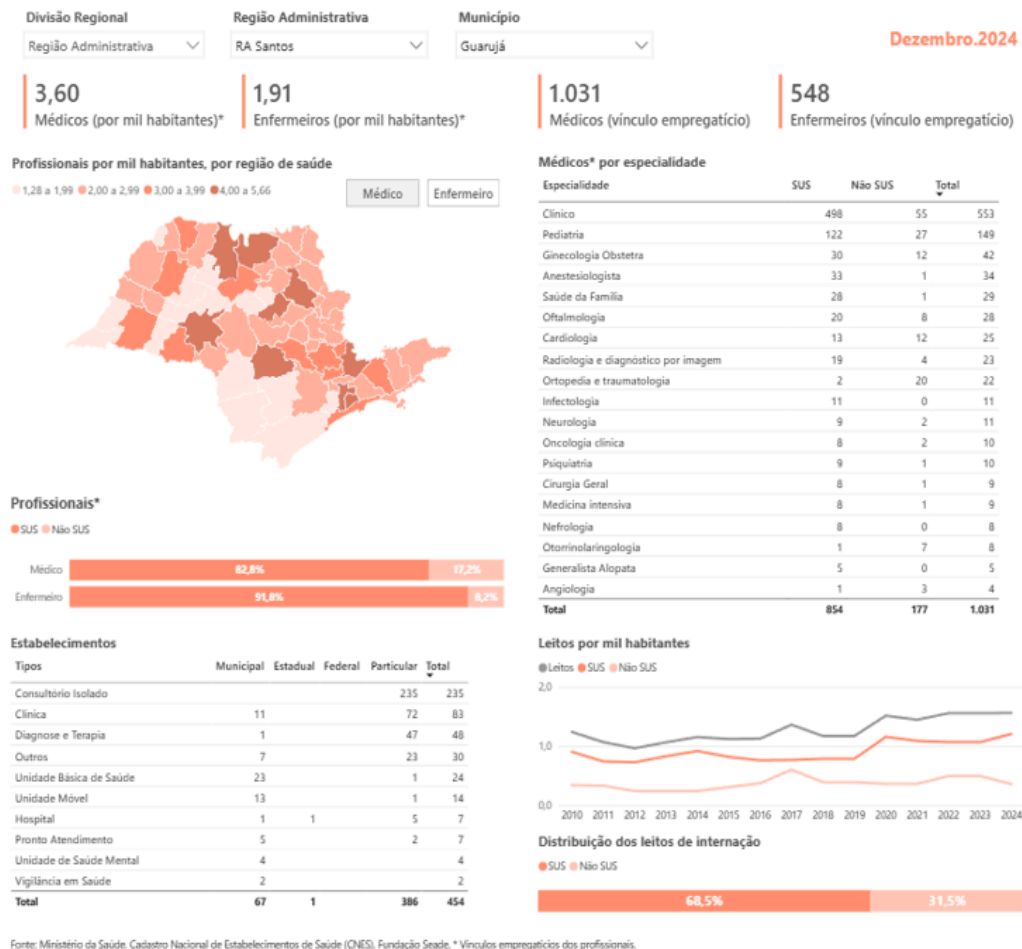 Divisão Regional
Região Administrativa
Município
Região Administrativa
RA Santos
Guarujá
Dezembro.2024
3,60
Médicos (por mil habitantes)*
1,91
Enfermeiros (por mil habitantes)*
1.031
Médicos (vínculo empregatício)
548
Enfermeiros (vínculo empregatício)
Profissionais por mil habitantes, por região de saúde
1,28 a 1,99 2,00 a 2,99 3,00 a 3,99 4,00 a 5,66
Médico
Enfermeiro
Profissionais*
SUS Não SUS
Médico 82,8% 17,2%
Enfermeiro 91,8% 8,2%
Médicos* por especialidade
Especialidade SUS Não SUS Total
Clínico 498 55 553
Pediatria 122 27 149
Ginecologia Obstetra 30 12 42
Anestesiologista 33 1 34
Saúde da Família 28 1 29
Oftalmologia 20 8 28
Cardiologia 13 12 25
Radiologia e diagnóstico por imagem 19 4 23
Ortopedia e traumatologia 2 20 22
Infectologia 11 0 11
Neurologia 9 2 11
Oncologia clínica 8 2 10
Psiquiatria 9 1 10
Cirurgia Geral 8 1 9
Medicina intensiva 8 1 9
Nefrologia 8 0 8
Otorrinolaringologia 1 7 8
Generalista Alopata 5 0 5
Angiologia 1 3 4
Total 854 177 1.031
Estabelecimentos
Tipos Municipal Estadual Federal Particular Total
Consultório Isolado 235 235
Clínica 11 72 83
Diagnose e Terapia 1 47 48
Outros 7 23 30
Unidade Básica de Saúde 23 1 24
Unidade Móvel 13 1 14
Hospital 1 1 5 7
Pronto Atendimento 5 2 7
Unidade de Saúde Mental 4 4
Vigilância em Saúde 2 2
Total 67 1 386 454
Leitos por mil habitantes
Leitos SUS Não SUS
2,0
1,0
0,0
2010 2011 2012 2013 2014 2015 2016 2017 2018 2019 2020 2021 2022 2023 2024
Distribuição dos leitos de internação
SUS Não SUS
68,5% 31,5%
Fonte: Ministério da Saúde. Cadastro Nacional de Estabelecimentos de Saúde (CNES). Fundação Seade. * Vínculos empregatícios dos profissionais.